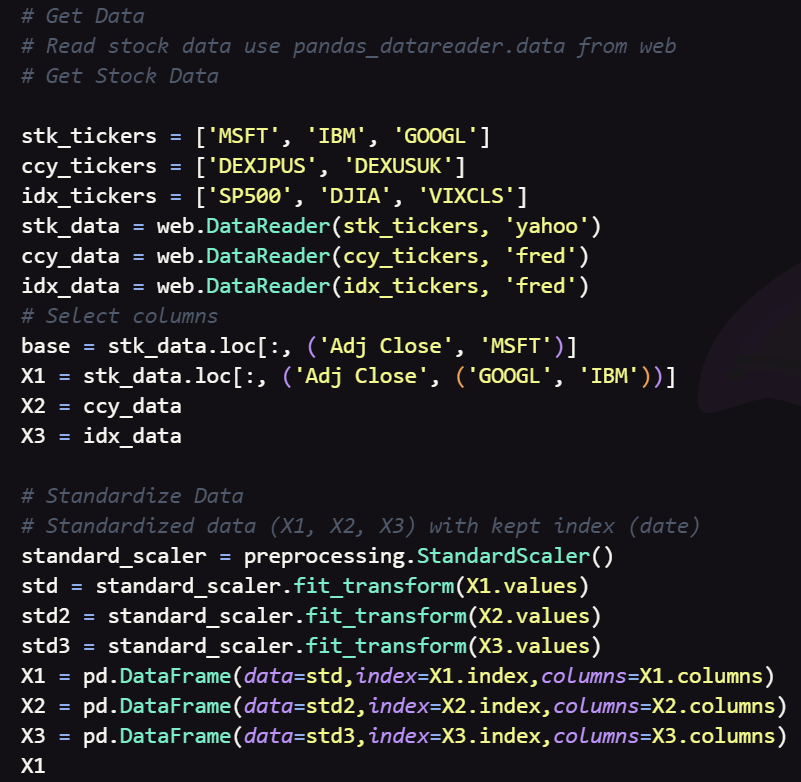 # Get Data
# Read stock data use pandas_datareader.data from web
# Get Stock Data
stk_tickers = ['MSFT', 'IBM', 'GOOGL']
ccy_tickers = ['DEXJPUS', 'DEXUSUK']
idx_tickers = ['SP500', 'DJIA', 'VIXCLS']
stk_data = web.DataReader(stk_tickers, 'yahoo')
ccy_data = web.DataReader(ccy_tickers, 'fred')
idx_data = web.DataReader(idx_tickers, 'fred')
# Select columns
base = stk_data.loc[:, ('Adj Close', 'MSFT')]
X1 = stk_data.loc[:, ('Adj Close', ('GOOGL', 'IBM'))]
X2 = ccy_data
X3 = idx_data
# Standardize Data
# Standardized data (X1, X2, X3) with kept index (date)
standard_scaler = preprocessing.StandardScaler()
std = standard_scaler.fit_transform(X1.values)
std2 = standard_scaler.fit_transform(X2.values)
std3 = standard_scaler.fit_transform(X3.values)
X1 = pd.DataFrame(data=std,index=X1.index,columns=X1.columns)
X2 = pd.DataFrame(data=std2,index=X2.index,columns=X2.columns)
X3 = pd.DataFrame(data=std3,index=X3.index,columns=X3.columns)
X1